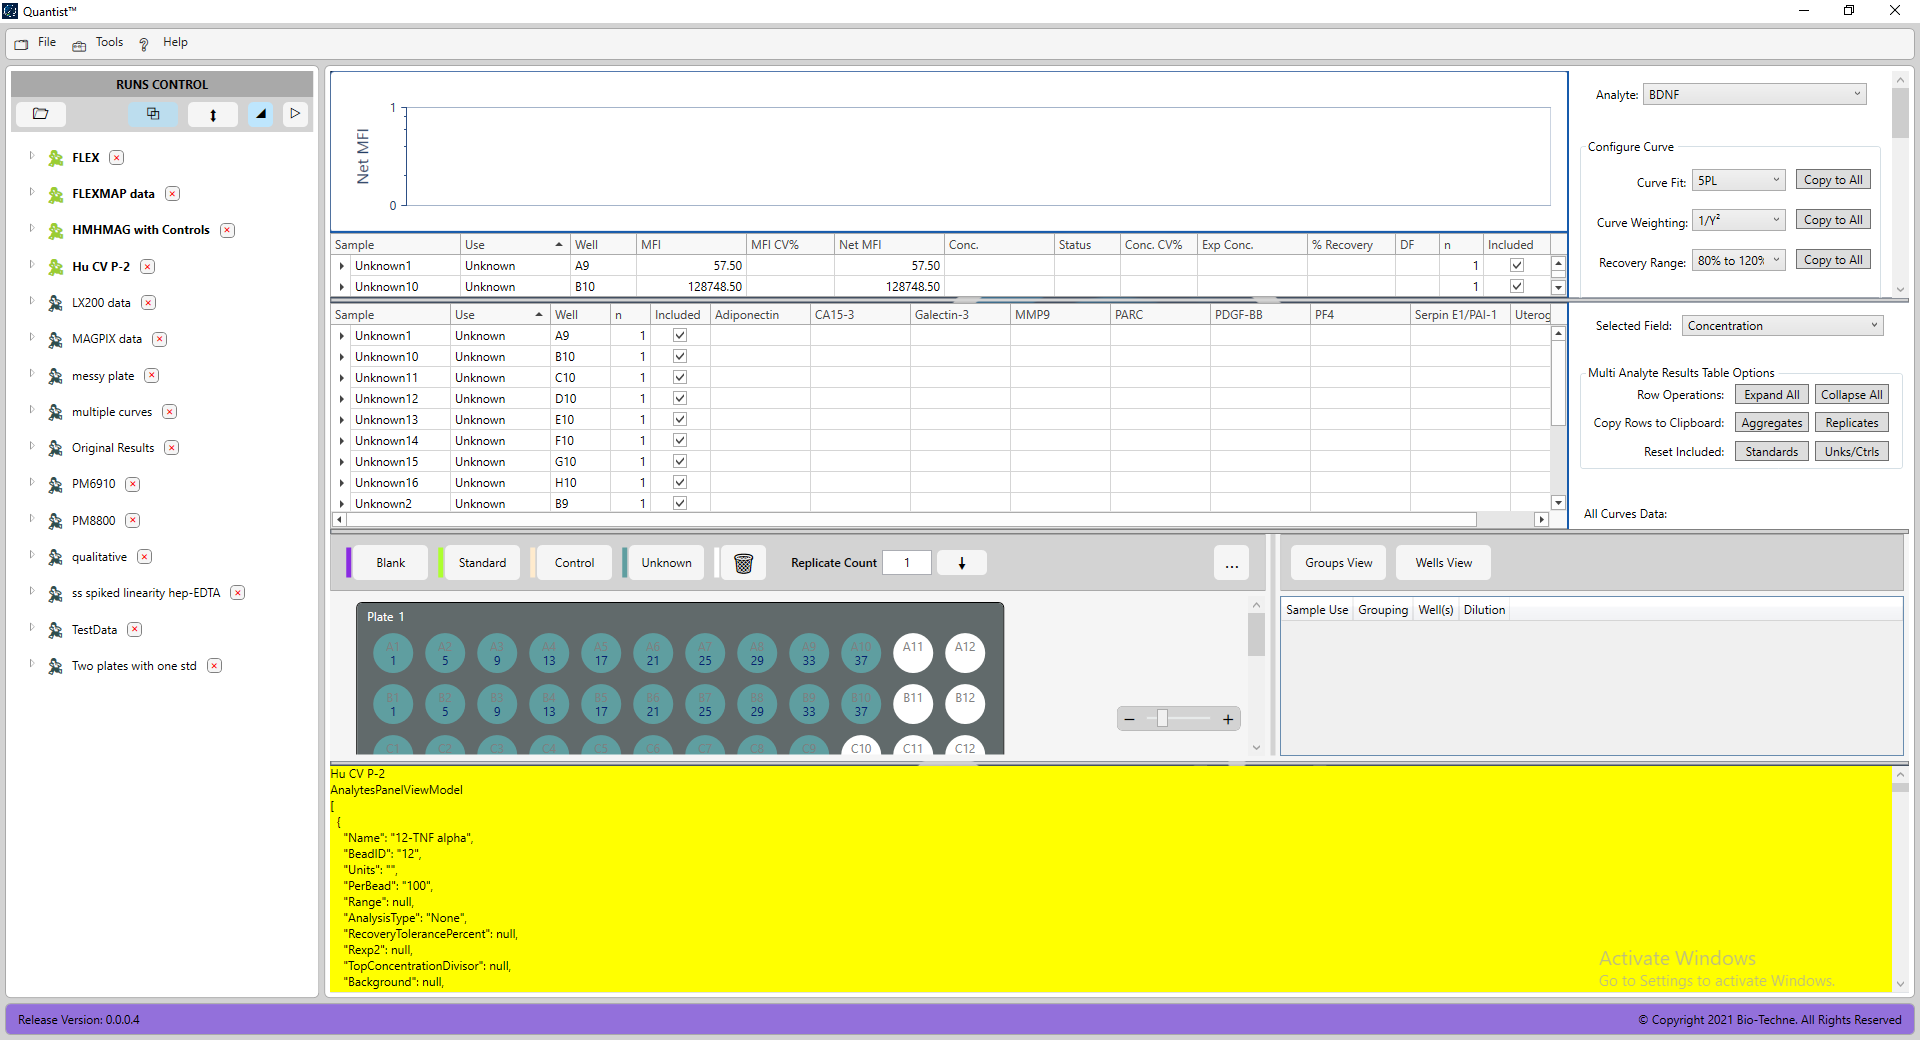 Quantist™
File Tools Help
RUNS CONTROL
FLEX
FLEXMAP data
HMHMAG with Controls
Hu CV P-2
LX200 data
MAGPIX data
messy plate
multiple curves
Original Results
PM6910
PM8800
qualitative
ss spiked linearity hep-EDTA
TestData
Two plates with one std
Net MFI
1
0
Sample Use Well MFI MFI CV% Net MFI Conc. Status Conc. CV% Exp Conc. % Recovery DF n Included
Unknown1 Unknown A9 57.50 57.50 1
Unknown10 Unknown B10 128748.50 128748.50 1
Analyte: BDNF
Configure Curve
Curve Fit: 5PL Copy to All
Curve Weighting: 1/Y² Copy to All
Recovery Range: 80% to 120% Copy to All
Sample Use Well n Included Adiponectin CA15-3 Galectin-3 MMP9 PARC PDGF-BB PF4 Serpin E1/PAI-1 Uterog
Unknown1 Unknown A9 1
Unknown10 Unknown B10 1
Unknown11 Unknown C10 1
Unknown12 Unknown D10 1
Unknown13 Unknown E10 1
Unknown14 Unknown F10 1
Unknown15 Unknown G10 1
Unknown16 Unknown H10 1
Unknown2 Unknown B9 1
Selected Field: Concentration
Multi Analyte Results Table Options
Row Operations: Expand All Collapse All
Copy Rows to Clipboard: Aggregates Replicates
Reset Included: Standards Unks/Ctrls
All Curves Data:
Blank Standard Control Unknown Replicate Count 1 ...
Groups View Wells View
Sample Use Grouping Well(s) Dilution
Plate 1
A1 A2 A3 A4 A5 A6 A7 A8 A9 A10 A11 A12
1 5 9 13 17 21 25 29 33 37
B1 B2 B3 B4 B5 B6 B7 B8 B9 B10 B11 B12
1 5 9 13 17 21 25 29 33 37
C1 C2 C3 C4 C5 C6 C7 C8 C9 C10 C11 C12
Hu CV P-2
AnalytesPanelViewModel
[
{
"Name": "12-TNF alpha",
"BeadID": "12",
"Units": "",
"PerBead": "100",
"Range": null,
"AnalysisType": "None",
"RecoveryTolerancePercent": null,
"Rexp2": null,
"TopConcentrationDivisor": null,
"Background": null,
Activate Windows
Go to Settings to activate Windows.
Release Version: 0.0.0.4
© Copyright 2021 Bio-Techne. All Rights Reserved